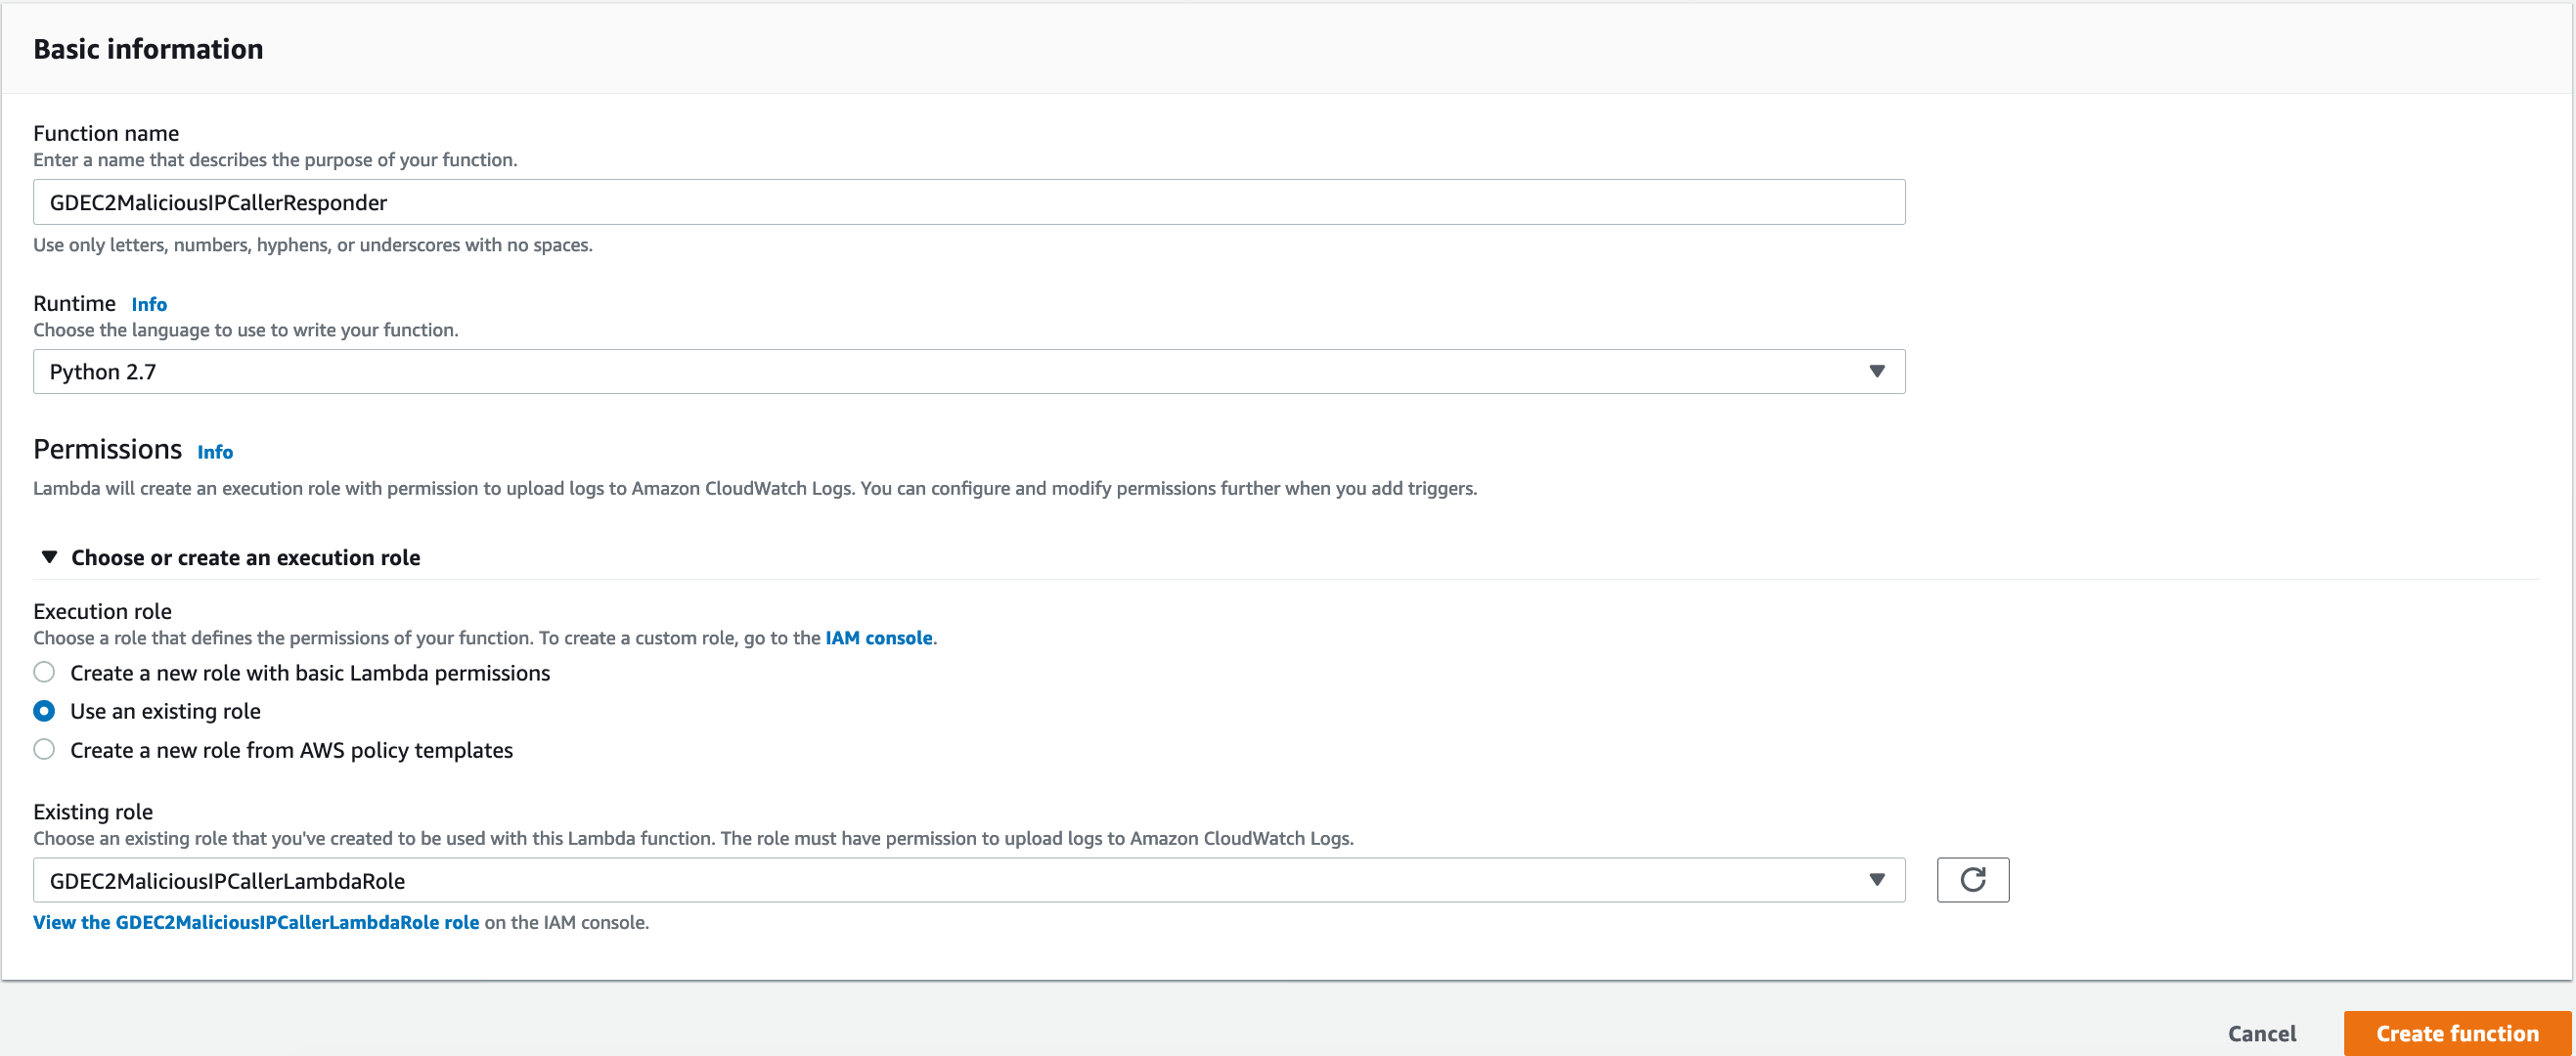 Basic information
Function name
Enter a name that describes the purpose of your function.
GDEC2MaliciousIPCallerResponder
Use only letters, numbers, hyphens, or underscores with no spaces.
Runtime Info
Choose the language to use to write your function.
Python 2.7
Permissions Info
Lambda will create an execution role with permission to upload logs to Amazon CloudWatch Logs. You can configure and modify permissions further when you add triggers.
Choose or create an execution role
Execution role
Choose a role that defines the permissions of your function. To create a custom role, go to the IAM console.
Create a new role with basic Lambda permissions
Use an existing role
Create a new role from AWS policy templates
Existing role
Choose an existing role that you've created to be used with this Lambda function. The role must have permission to upload logs to Amazon CloudWatch Logs.
GDEC2MaliciousIPCallerLambdaRole
View the GDEC2MaliciousIPCallerLambdaRole role on the IAM console.
Cancel Create function